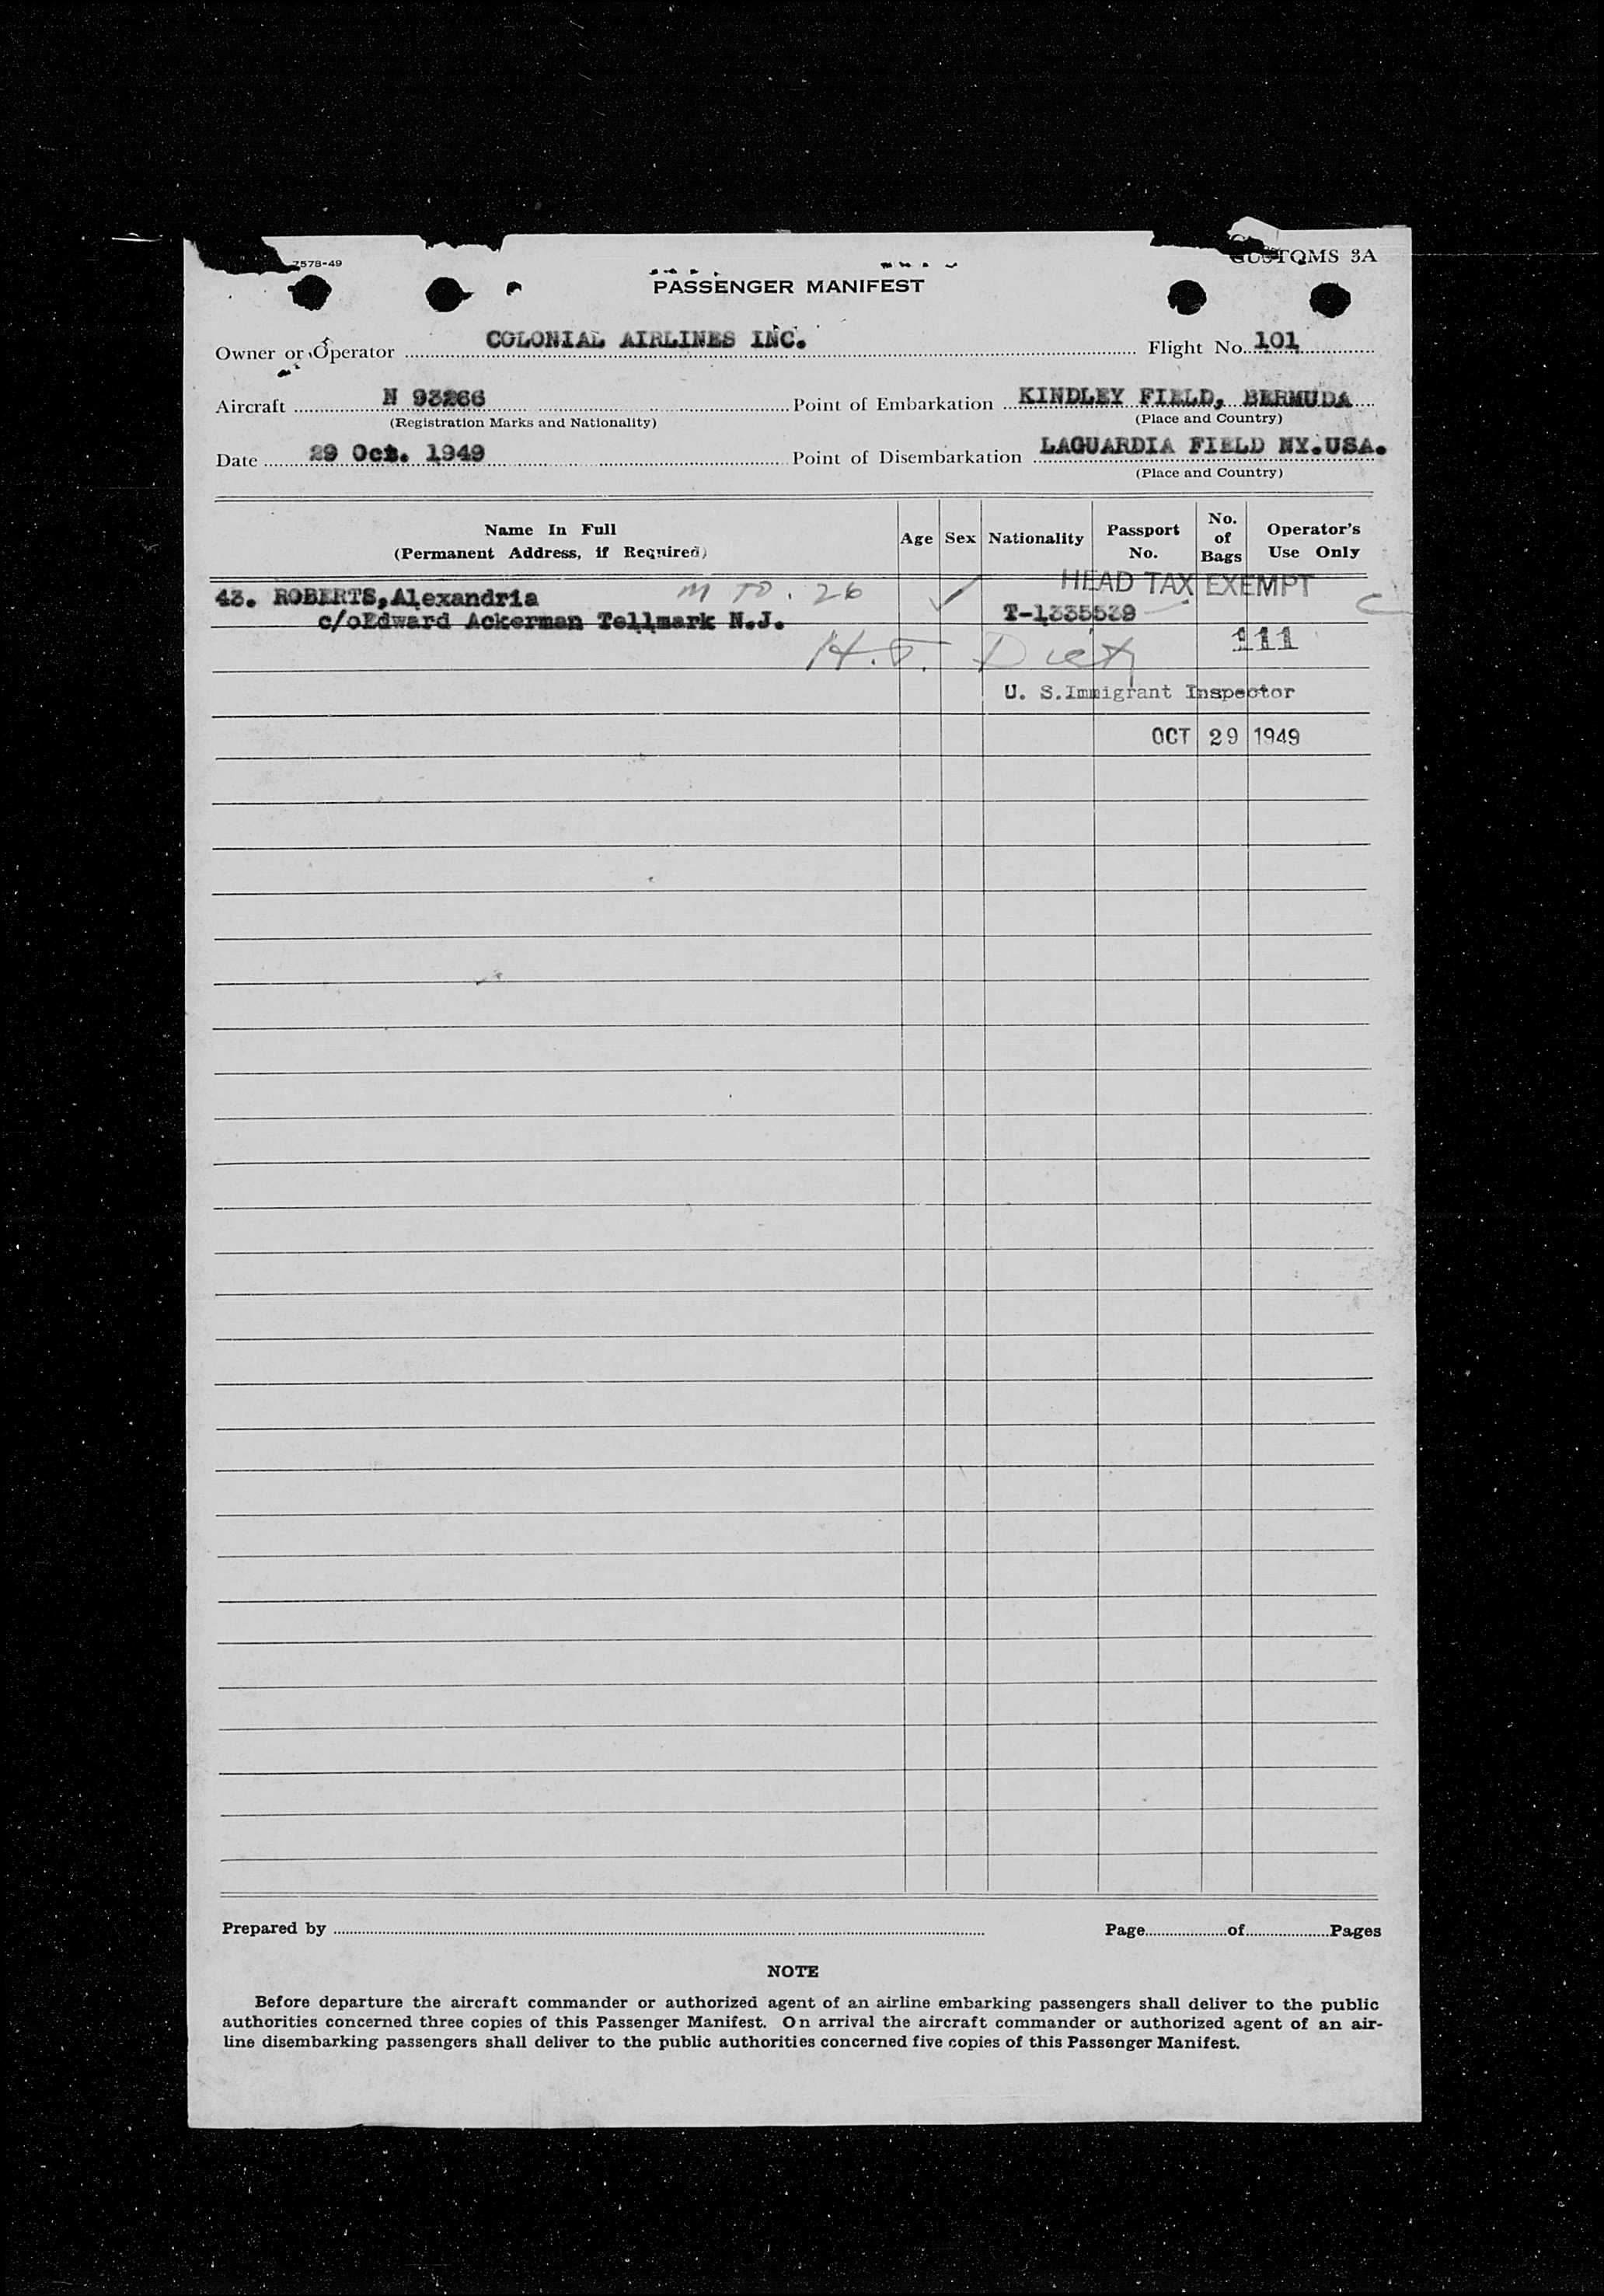 7578-49
CUSTOMS 3A
PASSENGER MANIFEST
Owner or Operator COLONIAL AIRLINES INC. Flight No. 101
Aircraft N 93266 Point of Embarkation KINDLEY FIELD, BERMUDA
(Registration Marks and Nationality) (Place and Country)
Date 29 Oct. 1949 Point of Disembarkation LAGUARDIA FIELD NY.USA.
(Place and Country)
Name In Full (Permanent Address, if Required) Age Sex Nationality Passport No. No. of Bags Operator's Use Only
HEAD TAX EXEMPT
43. ROBERTS,Alexandria 26 T-1335539
c/oEdward Ackerman Tellmark N.J.
111
U. S.Immigrant Inspector
OCT 29 1949
Prepared by Page of Pages
NOTE
Before departure the aircraft commander or authorized agent of an airline embarking passengers shall deliver to the public
authorities concerned three copies of this Passenger Manifest. On arrival the aircraft commander or authorized agent of an air-
line disembarking passengers shall deliver to the public authorities concerned five copies of this Passenger Manifest.